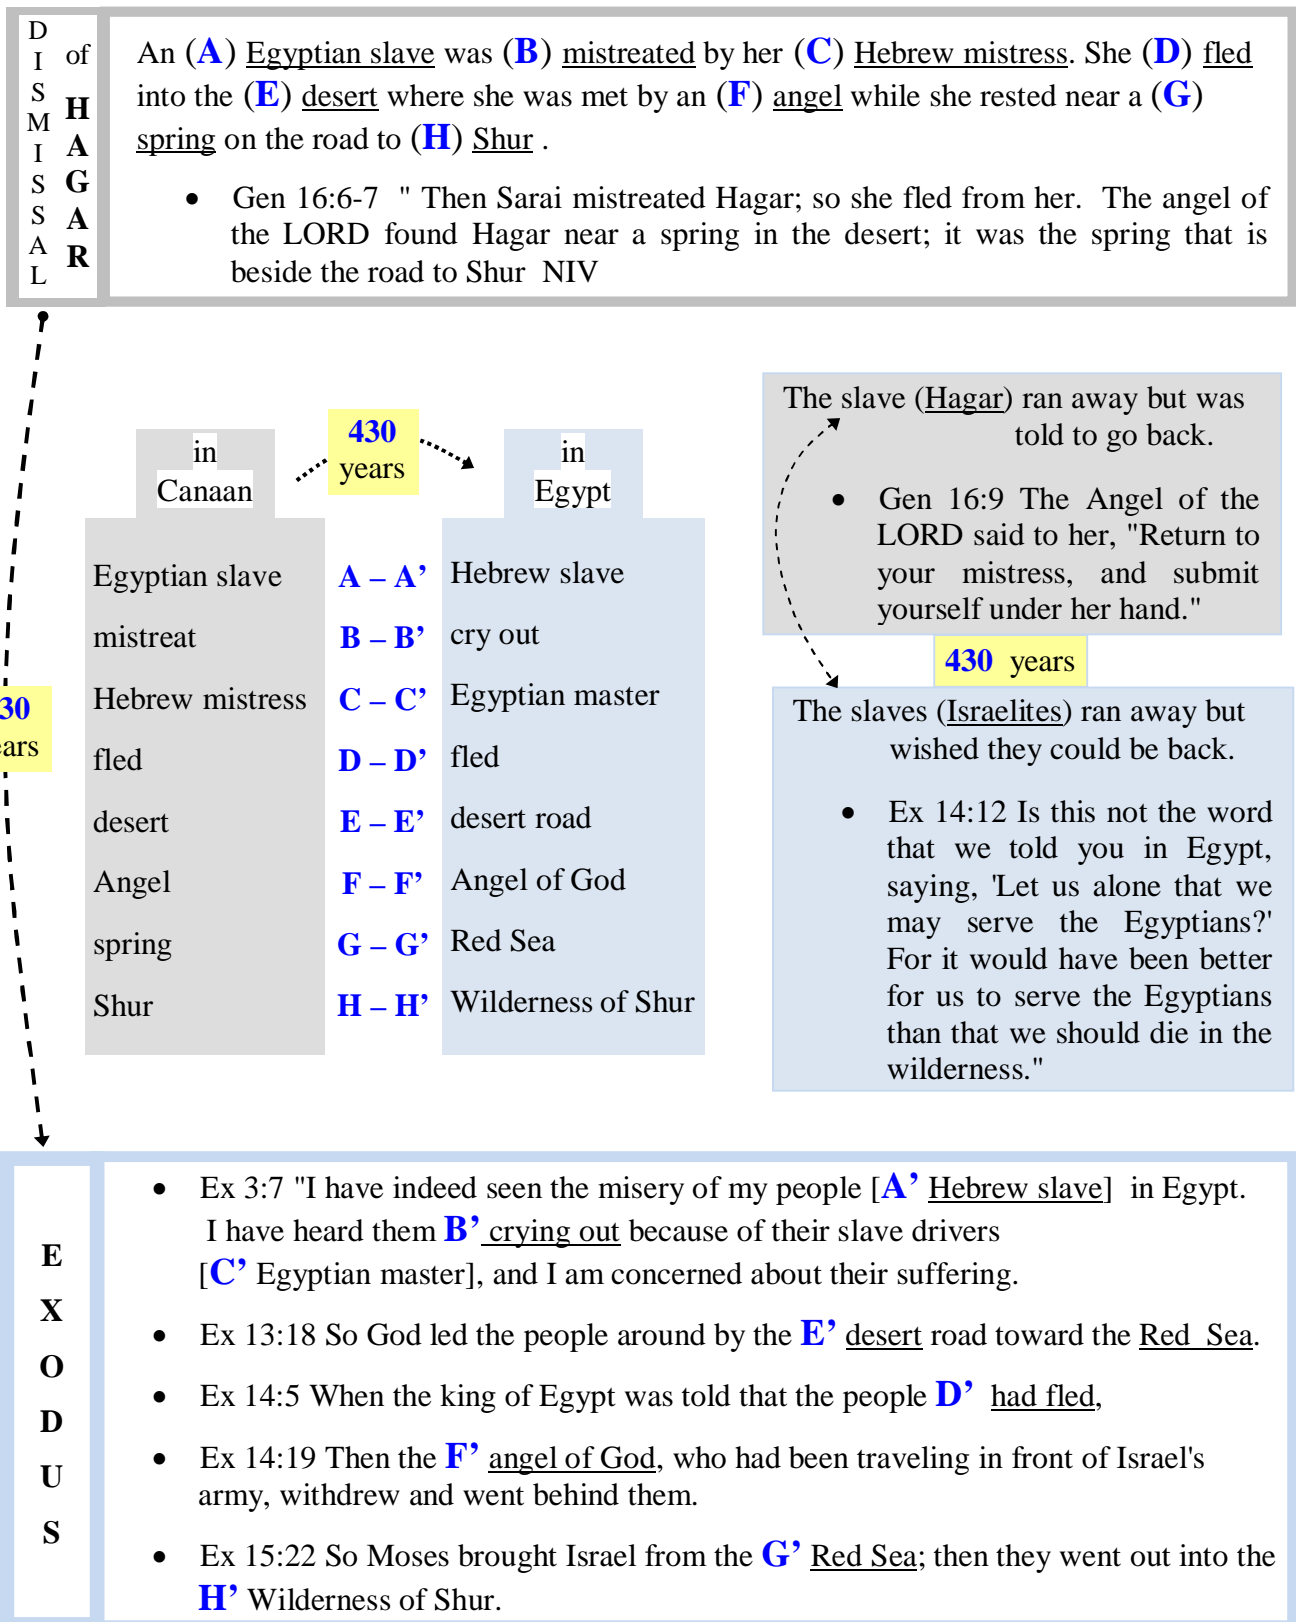 DISMISSAL
of HAGAR
An (A) Egyptian slave was (B) mistreated by her (C) Hebrew mistress. She (D) fled
into the (E) desert where she was met by an (F) angel while she rested near a (G)
spring on the road to (H) Shur .
• Gen 16:6-7 " Then Sarai mistreated Hagar; so she fled from her. The angel of
the LORD found Hagar near a spring in the desert; it was the spring that is
beside the road to Shur NIV
in
Canaan
430
years
in
Egypt
Egyptian slave A – A’ Hebrew slave
mistreat B – B’ cry out
Hebrew mistress C – C’ Egyptian master
fled D – D’ fled
desert E – E’ desert road
Angel F – F’ Angel of God
spring G – G’ Red Sea
Shur H – H’ Wilderness of Shur
30
ears
The slave (Hagar) ran away but was
told to go back.
• Gen 16:9 The Angel of the
LORD said to her, "Return to
your mistress, and submit
yourself under her hand."
430 years
The slaves (Israelites) ran away but
wished they could be back.
• Ex 14:12 Is this not the word
that we told you in Egypt,
saying, 'Let us alone that we
may serve the Egyptians?'
For it would have been better
for us to serve the Egyptians
than that we should die in the
wilderness."
EXODUS
• Ex 3:7 "I have indeed seen the misery of my people [A’ Hebrew slave] in Egypt.
I have heard them B’ crying out because of their slave drivers
[C’ Egyptian master], and I am concerned about their suffering.
• Ex 13:18 So God led the people around by the E’ desert road toward the Red Sea.
• Ex 14:5 When the king of Egypt was told that the people D’ had fled,
• Ex 14:19 Then the F’ angel of God, who had been traveling in front of Israel's
army, withdrew and went behind them.
• Ex 15:22 So Moses brought Israel from the G’ Red Sea; then they went out into the
H’ Wilderness of Shur.